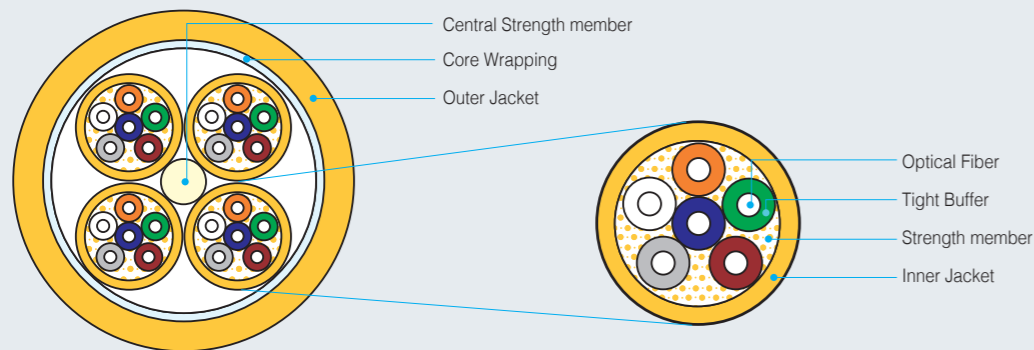 Central Strength member
Core Wrapping
Outer Jacket
Optical Fiber
Tight Buffer
Strength member
Inner Jacket